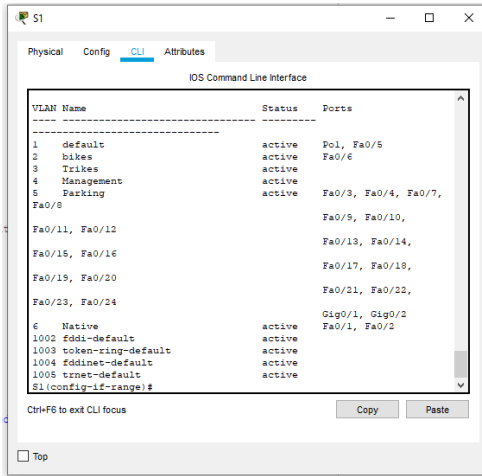 S1
Physical Config CLI Attributes
IOS Command Line Interface
VLAN Name Status Ports
---- -------------------------------- ---------
-------------------------------
1 default active Po1, Fa0/5
2 bikes active Fa0/6
3 Trikes active
4 Management active
5 Parking active Fa0/3, Fa0/4, Fa0/7,
Fa0/8
Fa0/9, Fa0/10,
Fa0/11, Fa0/12
Fa0/13, Fa0/14,
Fa0/15, Fa0/16
Fa0/17, Fa0/18,
Fa0/19, Fa0/20
Fa0/21, Fa0/22,
Fa0/23, Fa0/24
Gig0/1, Gig0/2
6 Native active Fa0/1, Fa0/2
1002 fddi-default active
1003 token-ring-default active
1004 fddinet-default active
1005 trnet-default active
S1(config-if-range)#
Ctrl+F6 to exit CLI focus
Copy Paste
Top